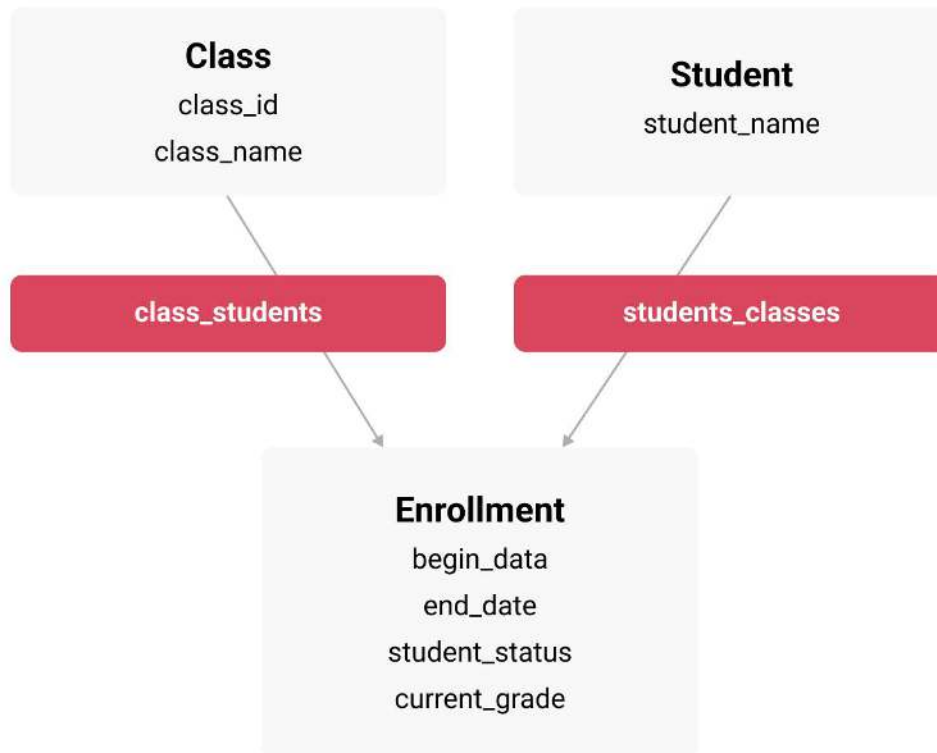 Class
class_id
class_name
Student
student_name
class_students
students_classes
Enrollment
begin_data
end_date
student_status
current_grade